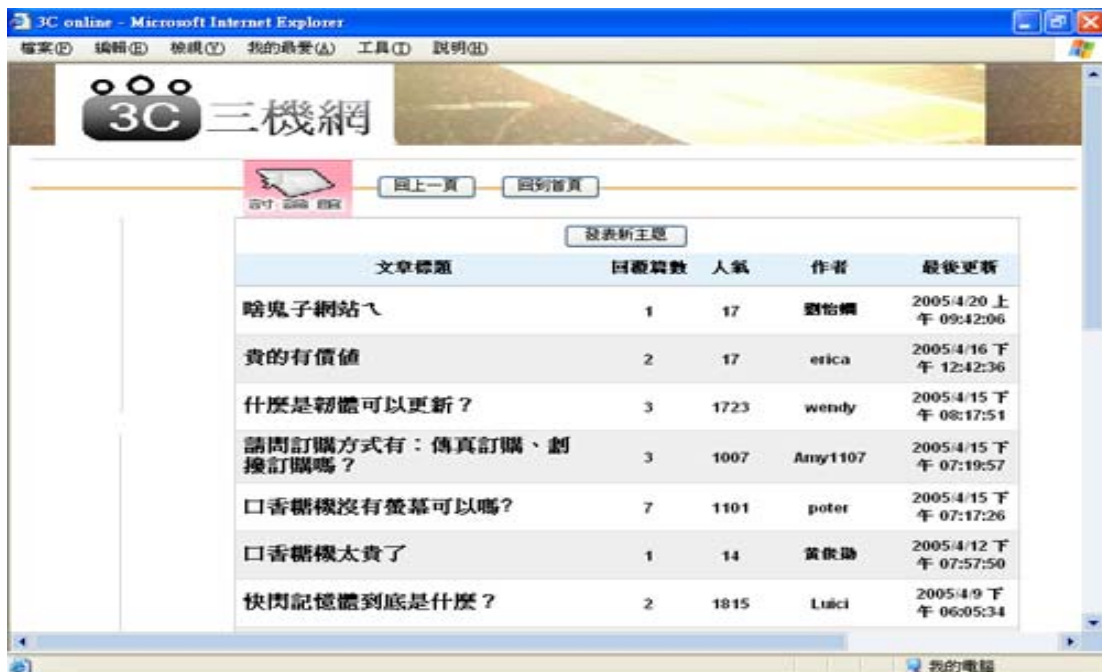 3C online - Microsoft Internet Explorer
檔案(F) 編輯(E) 檢視(V) 我的最愛(A) 工具(T) 說明(H)
3C 三機網
討 論 館 回上一頁 回到首頁
發表新主題
文章標題 回覆篇數 人氣 作者 最後更新
啥鬼子網站ㄟ 1 17 劉怡嫻 2005/4/20 上
午 09:42:06
貴的有價值 2 17 erica 2005/4/16 下
午 12:42:36
什麼是韌體可以更新？ 3 1723 wendy 2005/4/15 下
午 08:17:51
請問訂購方式有：傳真訂購、劃
撥訂購嗎？ 3 1007 Amy1107 2005/4/15 下
午 07:19:57
口香糖機沒有螢幕可以嗎? 7 1101 poter 2005/4/15 下
午 07:17:26
口香糖機太貴了 1 14 黃俊勛 2005/4/12 下
午 07:57:50
快閃記憶體到底是什麼？ 2 1815 Luici 2005/4/9 下
午 06:05:34
我的電腦